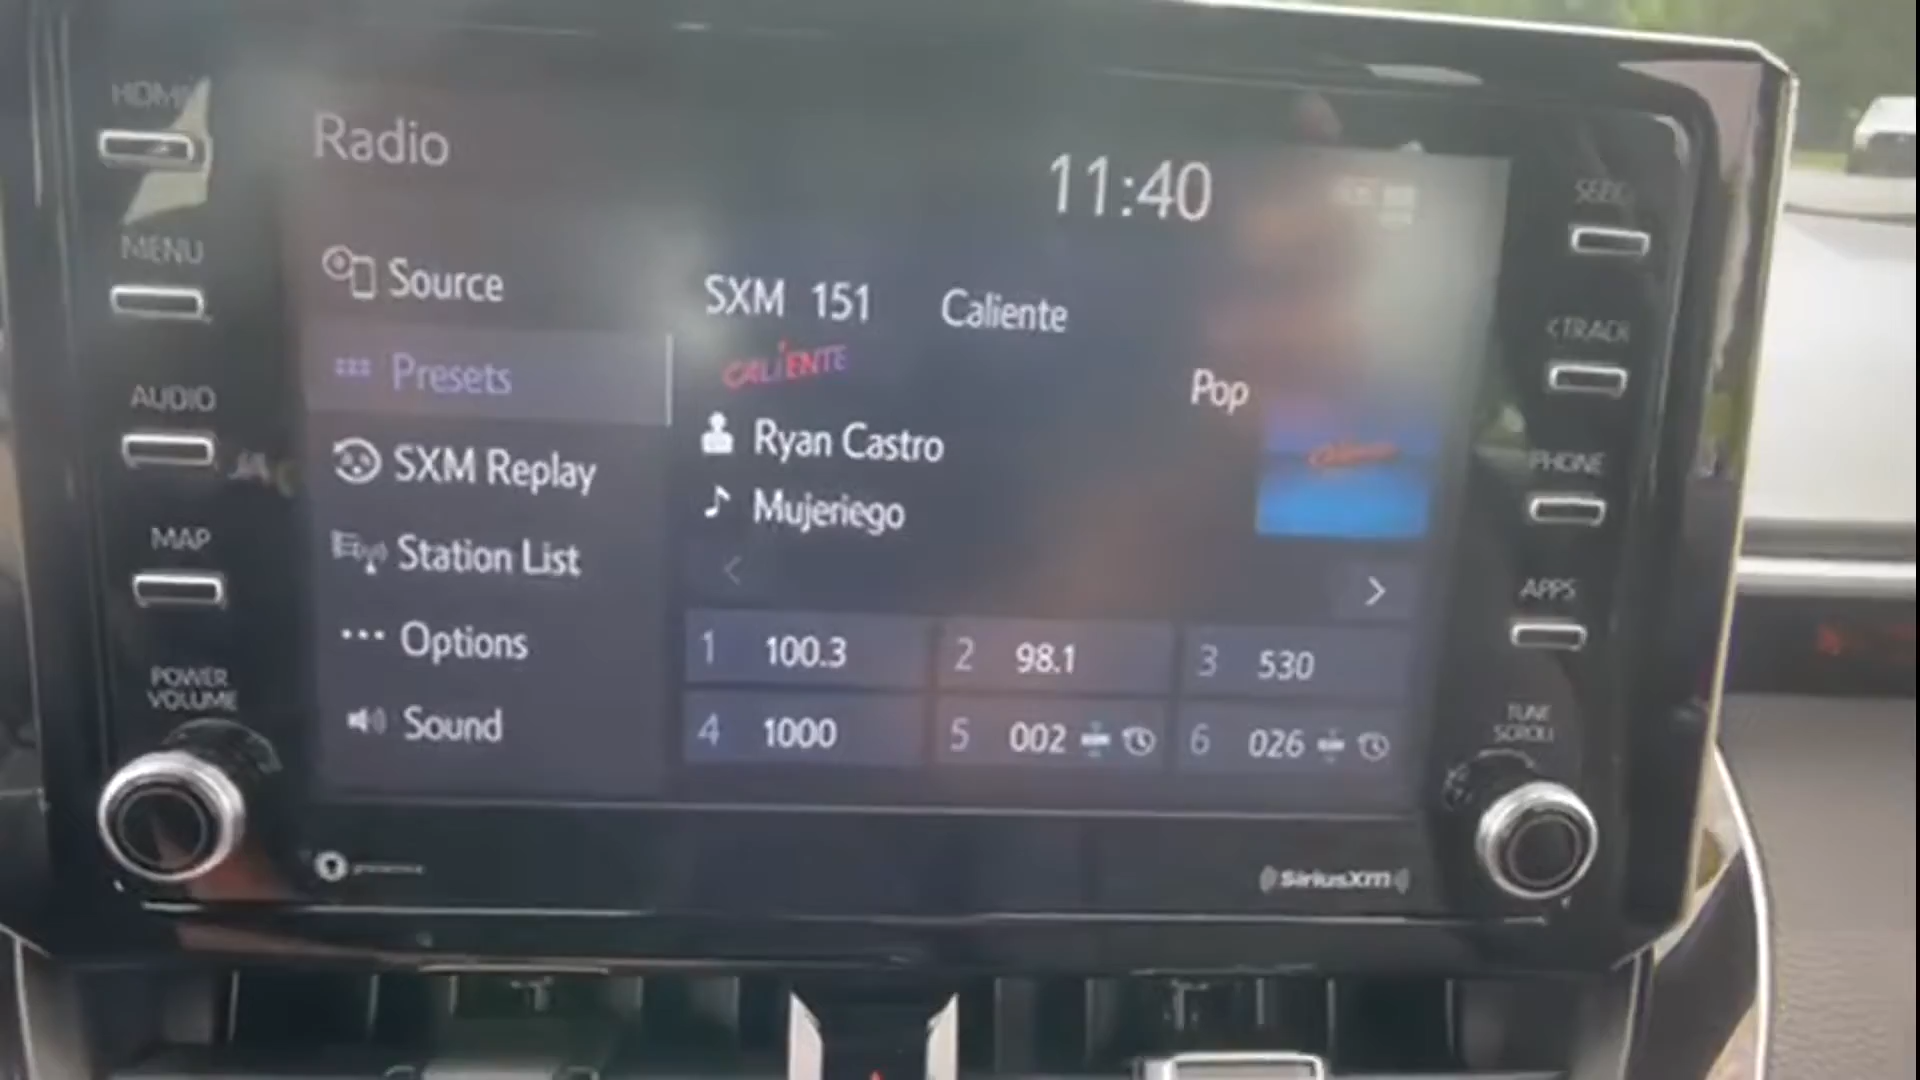 HOME
Radio
11:40
SEEK>
MENU
Source
SXM 151 Caliente
CALIENTE
<TRACK
Presets
Pop
AUDIO
Ryan Castro
SXM Replay
PHONE
Mujeriego
MAP
Station List
< >
APPS
Options
1 100.3 2 98.1 3 530
POWER
VOLUME
Sound
4 1000 5 002 6 026
TUNE
SCROLL
SiriusXM